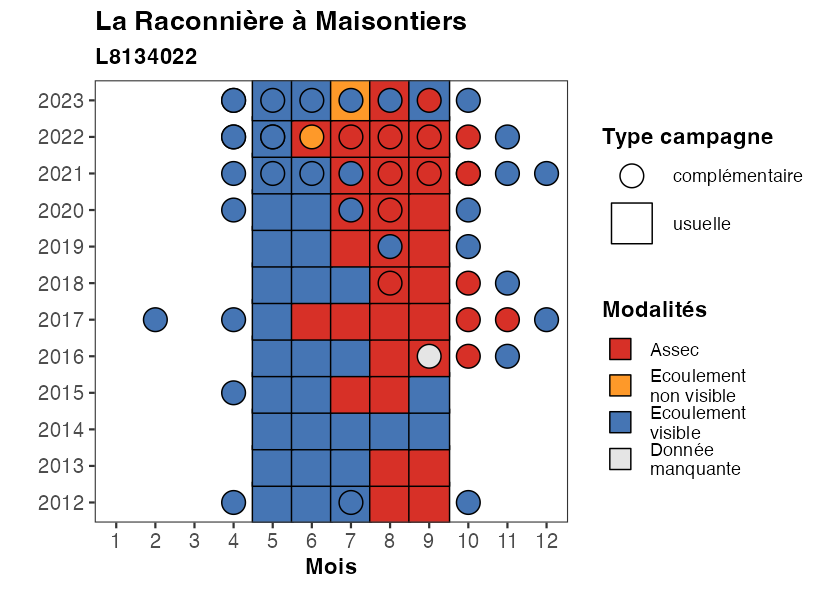 La Raconnière à Maisontiers
L8134022
2023
2022
2021
2020
2019
2018
2017
2016
2015
2014
2013
2012
1 2 3 4 5 6 7 8 9 10 11 12
Mois
Type campagne
complémentaire
usuelle
Modalités
Assec
Ecoulement
non visible
Ecoulement
visible
Donnée
manquante